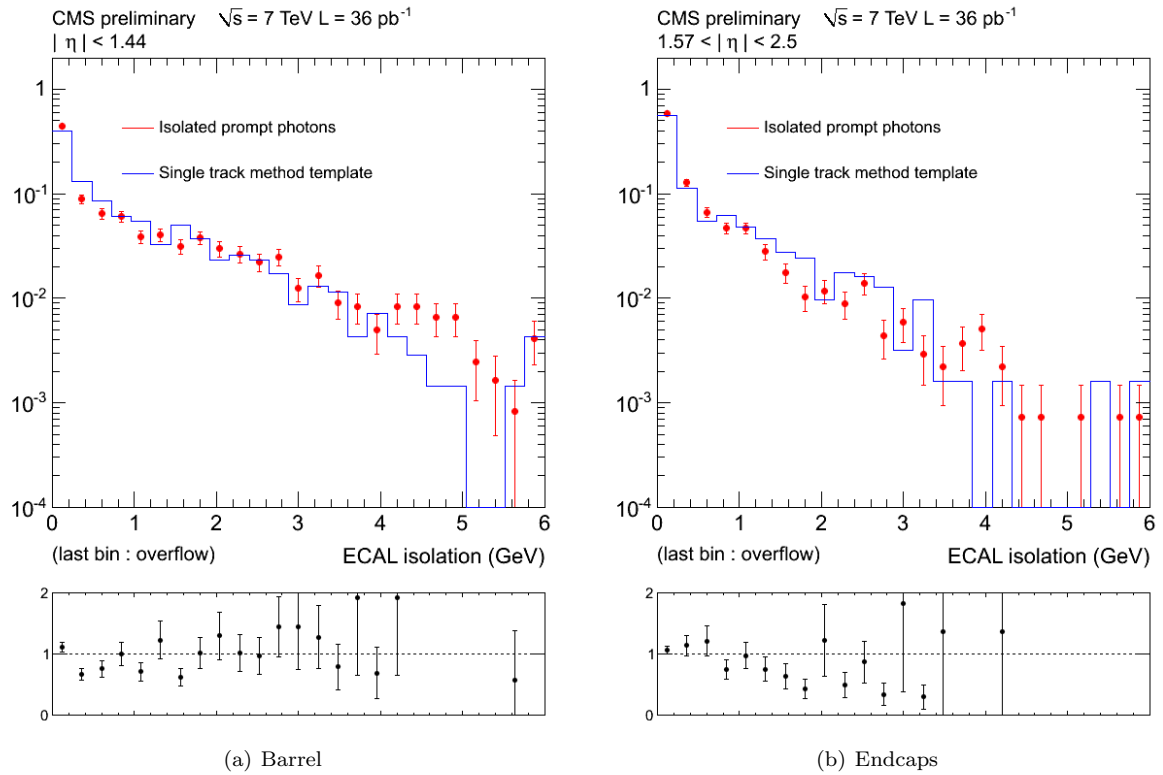 CMS preliminary √s = 7 TeV L = 36 pb⁻¹
| η | < 1.44
1
10⁻¹
10⁻²
10⁻³
10⁻⁴
Isolated prompt photons
Single track method template
0 1 2 3 4 5 6
(last bin : overflow) ECAL isolation (GeV)
2
1
0
(a) Barrel
CMS preliminary √s = 7 TeV L = 36 pb⁻¹
1.57 < | η | < 2.5
1
10⁻¹
10⁻²
10⁻³
10⁻⁴
Isolated prompt photons
Single track method template
0 1 2 3 4 5 6
(last bin : overflow) ECAL isolation (GeV)
2
1
0
(b) Endcaps